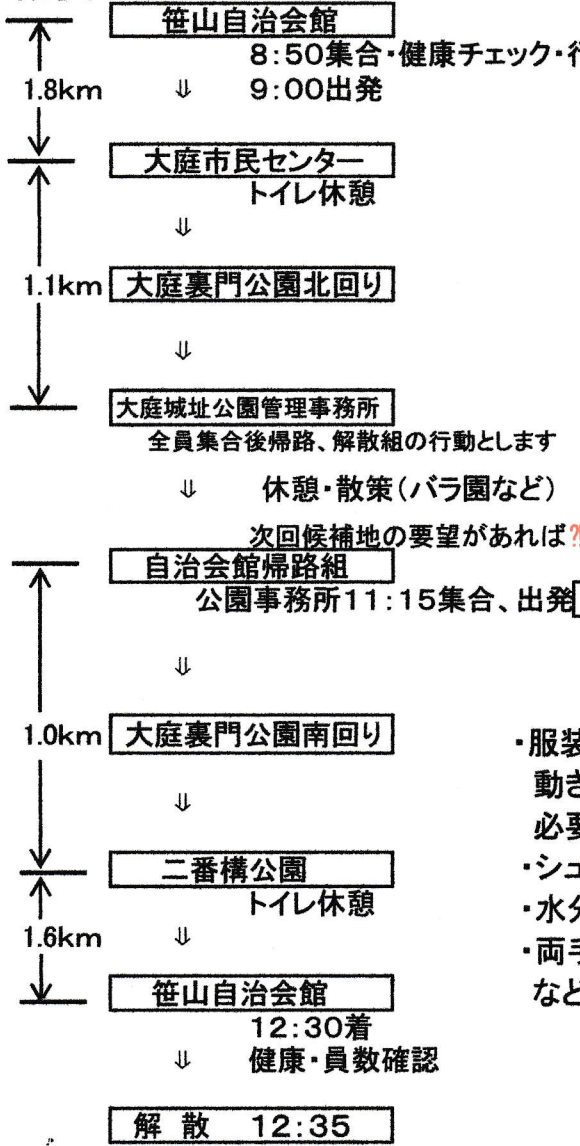 笹山自治会館
8:50集合・健康チェック・
1.8km ⇓ 9:00出発
大庭市民センター
トイレ休憩
⇓
1.1km 大庭裏門公園北回り
⇓
大庭城址公園管理事務所
全員集合後帰路、解散組の行動とします
⇓ 休憩・散策(バラ園など)
次回候補地の要望があれば⁈
自治会館帰路組
公園事務所11:15集合、出発
⇓
1.0km 大庭裏門公園南回り
・服装
動き
⇓
必要
二番構公園
・シュ
トイレ休憩
・水分
1.6km ⇓
・両手
笹山自治会館
など
12:30着
⇓ 健康・員数確認
解 散 12:35